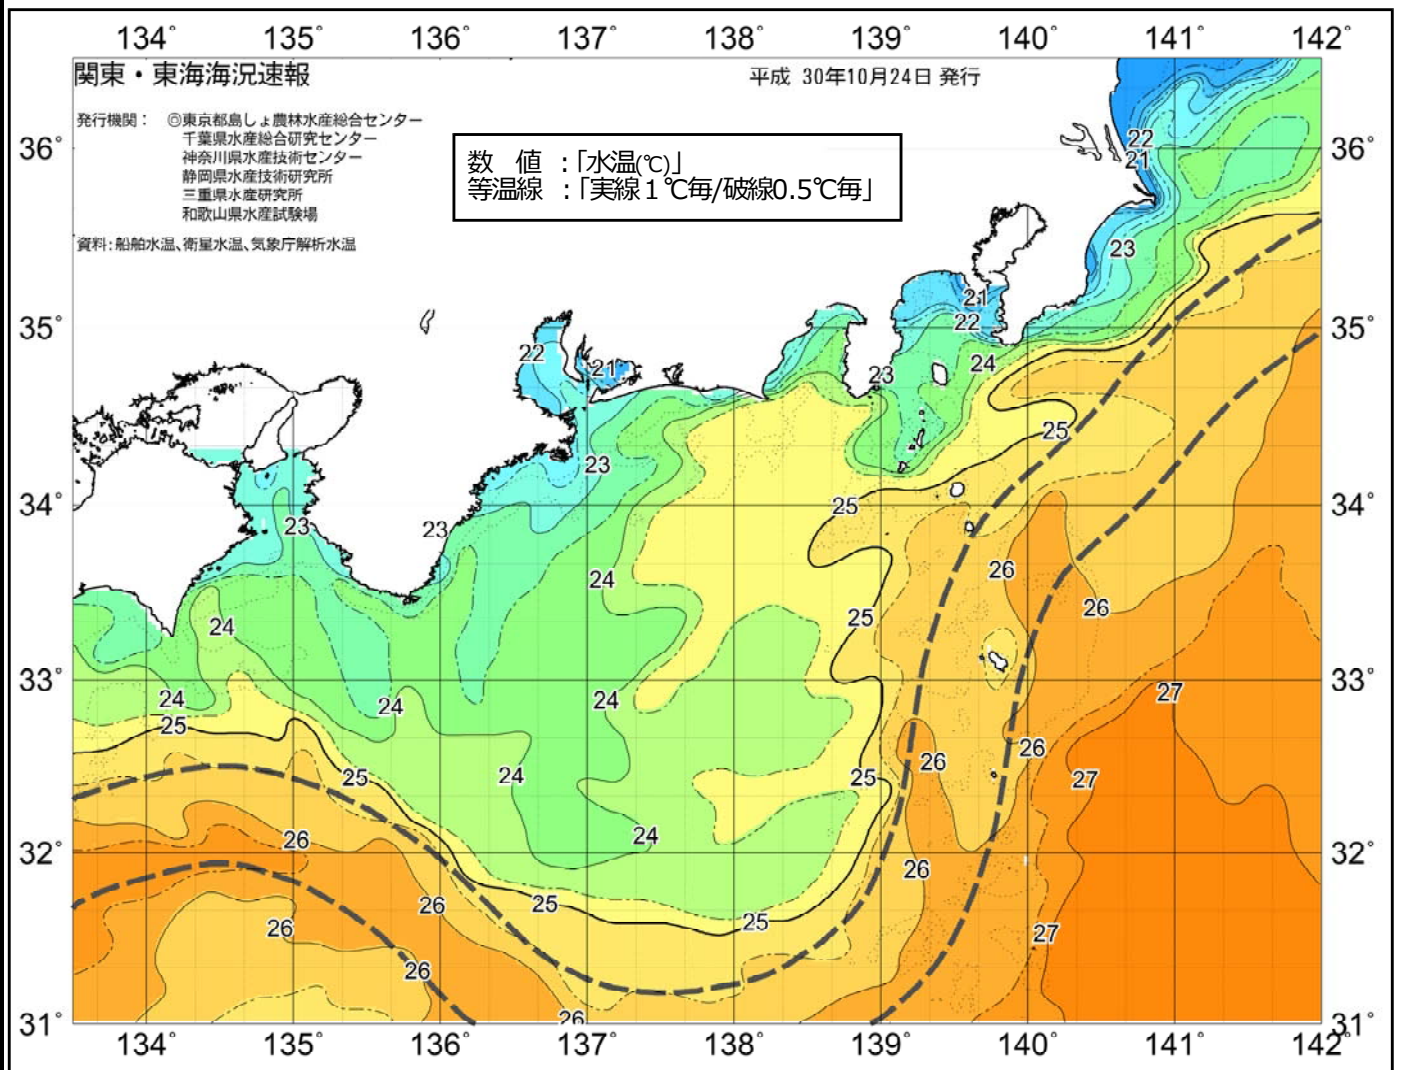 134° 135° 136° 137° 138° 139° 140° 141° 142°
関東・東海海況速報
平成 30年10月24日 発行
発行機関： ◎東京都島しょ農林水産総合センター
千葉県水産総合研究センター
神奈川県水産技術センター
静岡県水産技術研究所
三重県水産研究所
和歌山県水産試験場
資料：船舶水温、衛星水温、気象庁解析水温
数 値 ：「水温(℃)」
等温線 ：「実線１℃毎/破線0.5℃毎」
22
36° 21 36°
23
21
35° 22 35°
22 21 24
23
25
23
34° 25 34°
23 23
24 26
24 25 26
33° 33°
24 24 24 27
25
26
24 25 25 26 27
26 24
32° 32°
26
26 25
26 25 27
26
26
31° 31°
134° 135° 136° 137° 138° 139° 140° 141° 142°